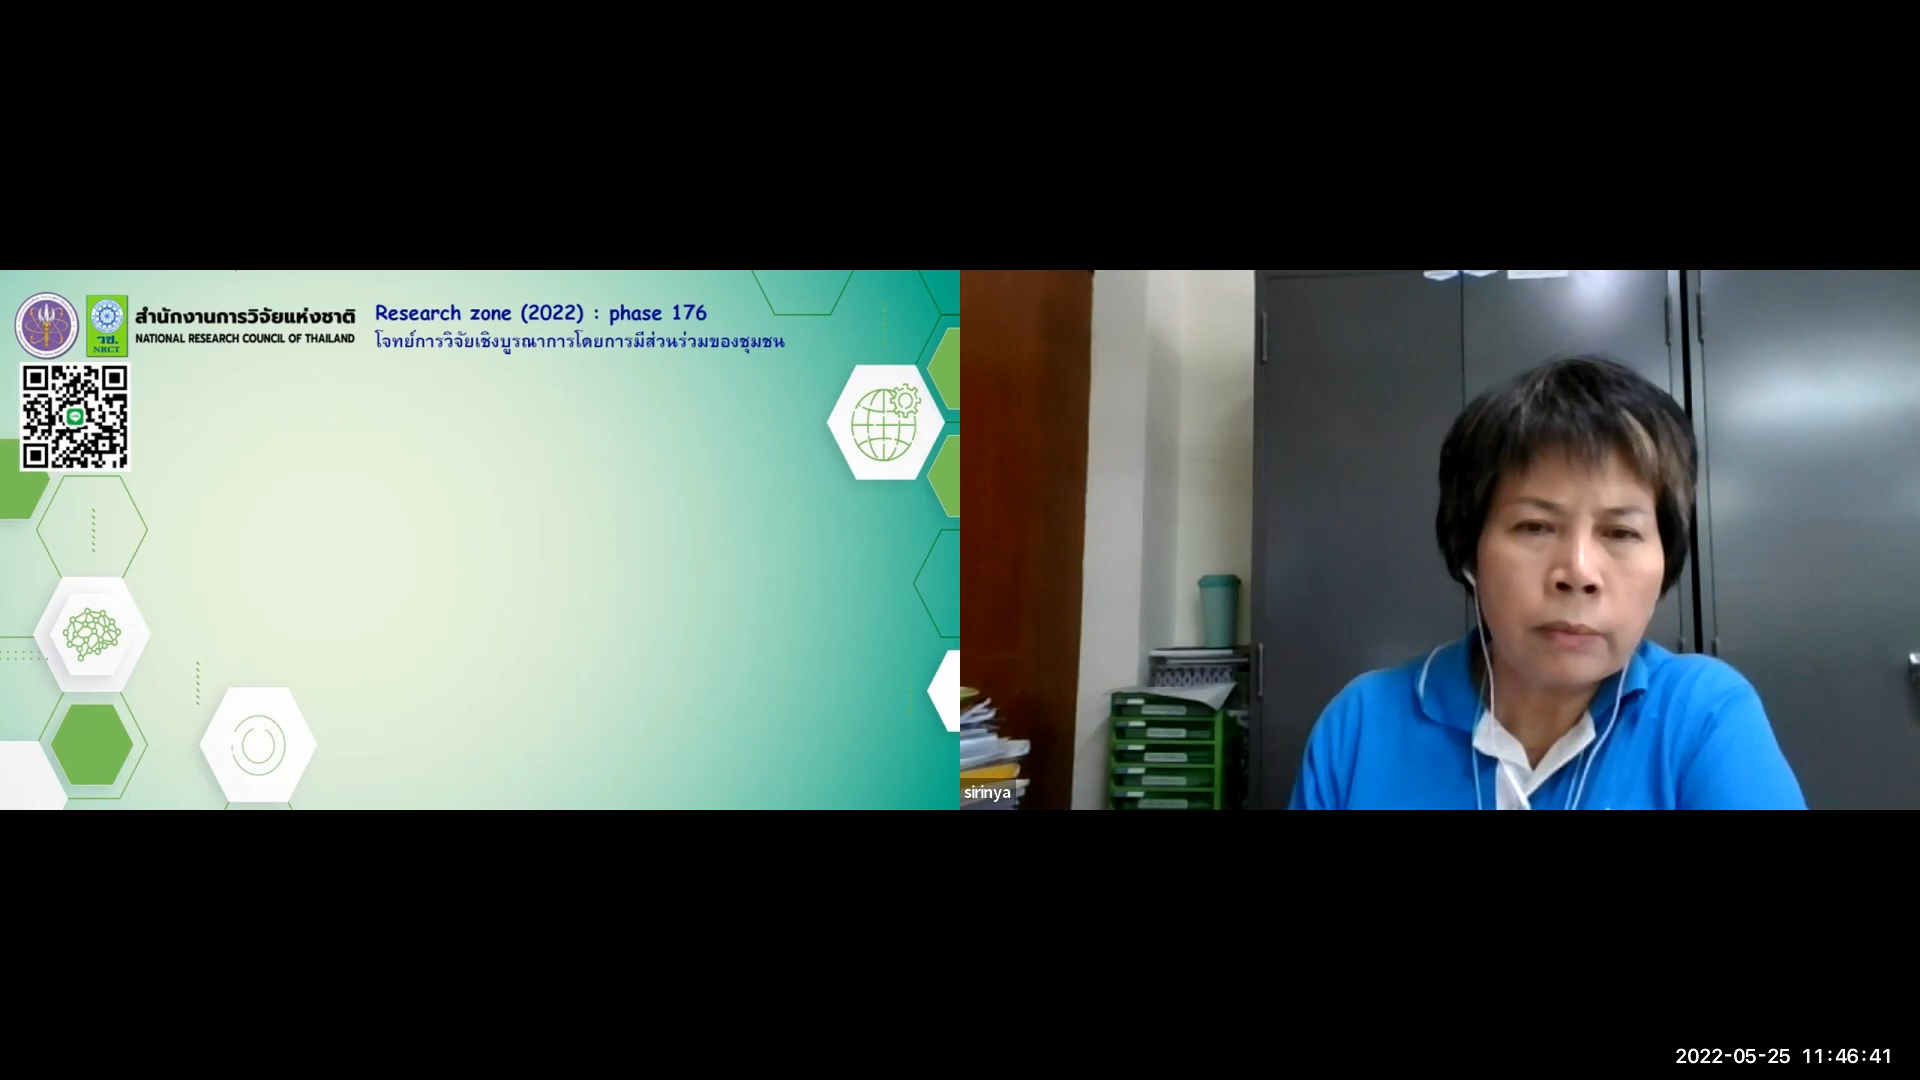 สำนักงานการวิจัยแห่งชาติ
NATIONAL RESEARCH COUNCIL OF THAILAND
วช.
NRCT
Research zone (2022) : phase 176
โจทย์การวิจัยเชิงบูรณาการโดยการมีส่วนร่วมของชุมชน
sirinya
2022-05-25 11:46:41